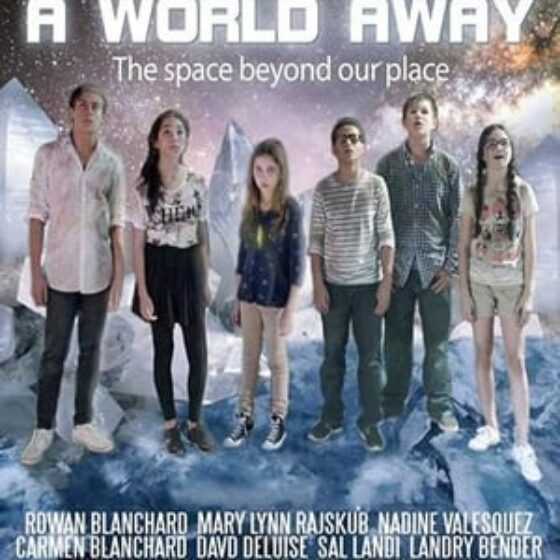 A WORLD AWAY
The space beyond our place
ROWAN BLANCHARD MARY LYNN RAJSKUB NADINE VALESQUEZ
CARMEN BLANCHARD DAVD DELUISE SAL LANDI LANDRY BENDER